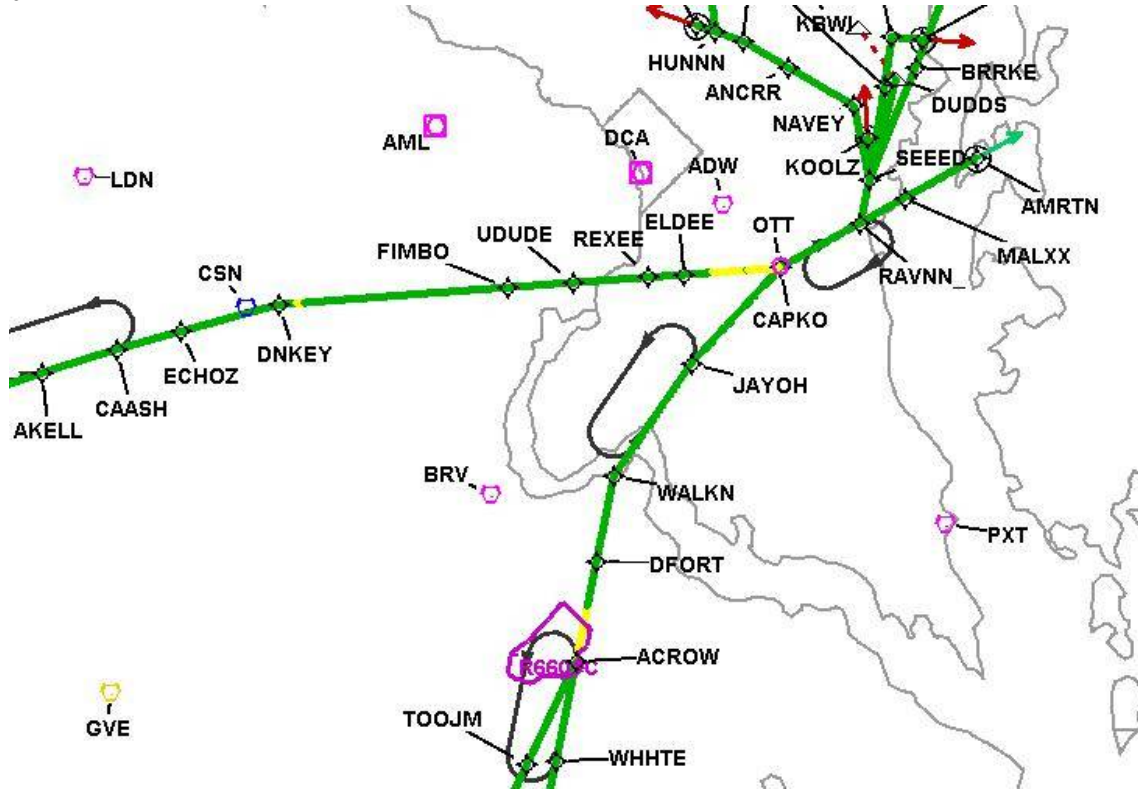 KBWI
HUNNN
BRRKE
ANCRR
DUDDS
NAVEY
DCA
AML
KOOLZ
SEEED
ADW
LDN
AMRTN
ELDEE
OTT
UDUDE
REXEE
MALXX
FIMBO
RAVNN_
CSN
CAPKO
DNKEY
ECHOZ
JAYOH
CAASH
AKELL
BRV
WALKN
PXT
DFORT
ACROW
TOOJM
GVE
WHHTE